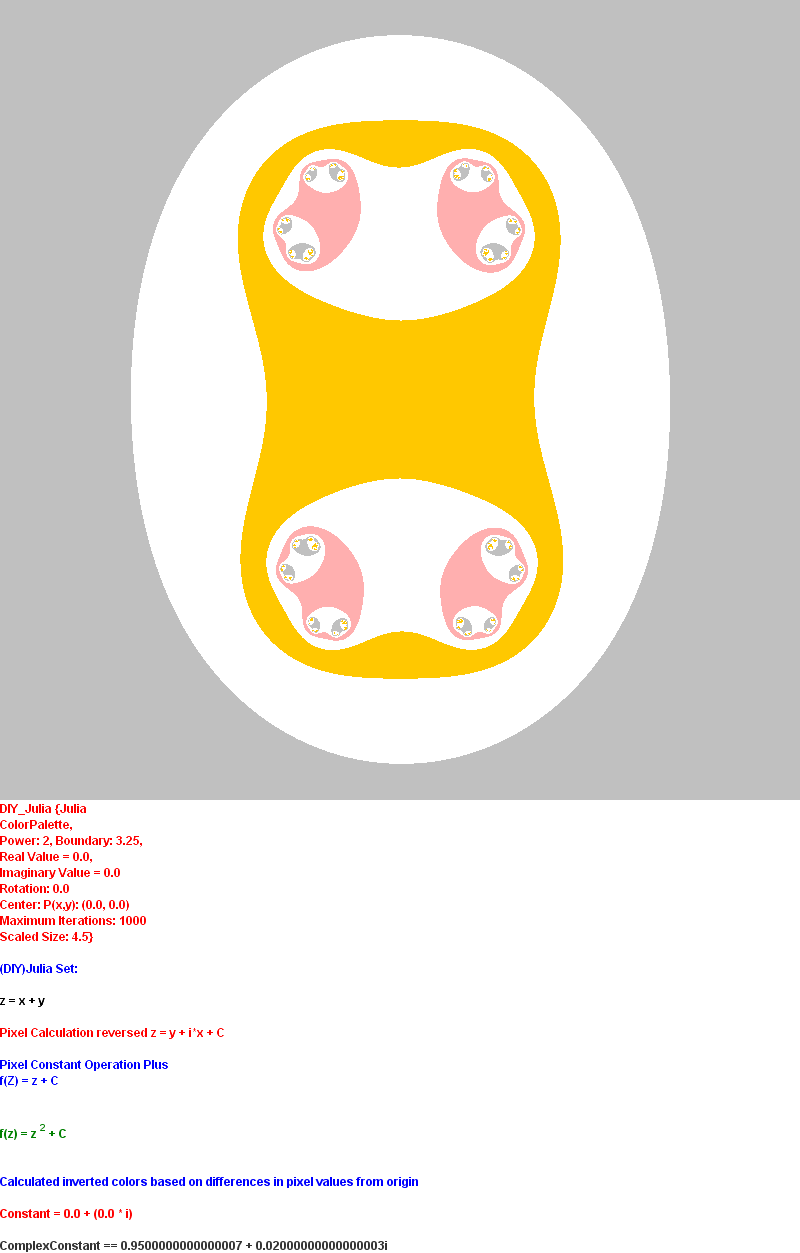 DIY_Julia {Julia
ColorPalette,
Power: 2, Boundary: 3.25,
Real Value = 0.0,
Imaginary Value = 0.0
Rotation: 0.0
Center: P(x,y): (0.0, 0.0)
Maximum Iterations: 1000
Scaled Size: 4.5}
(DIY)Julia Set:
z = x + y
Pixel Calculation reversed z = y + i*x + C
Pixel Constant Operation Plus
f(Z) = z + C
f(z) = z 2 + C
Calculated inverted colors based on differences in pixel values from origin
Constant = 0.0 + (0.0 * i)
ComplexConstant == 0.9500000000000007 + 0.02000000000000003i